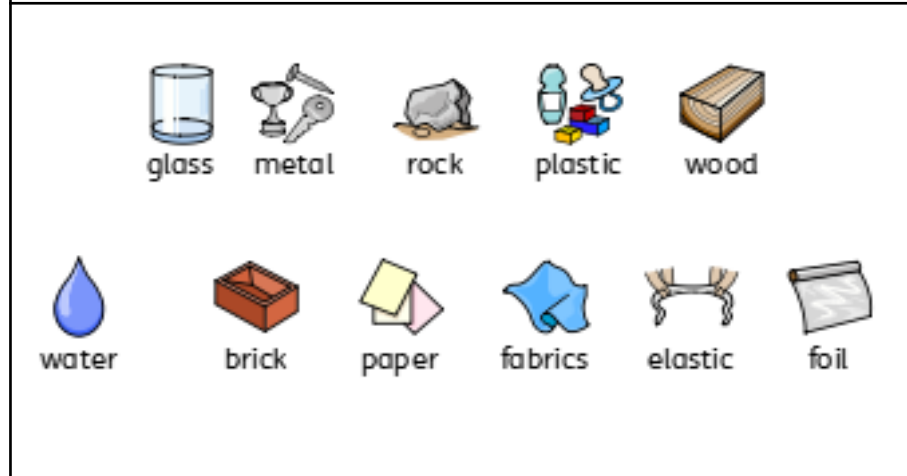 glass metal rock plastic wood
water brick paper fabrics elastic foil